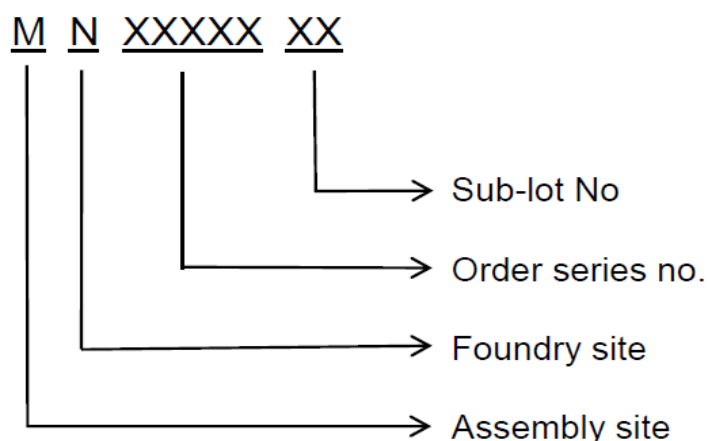 M N XXXXX XX
Sub-lot No
Order series no.
Foundry site
Assembly site